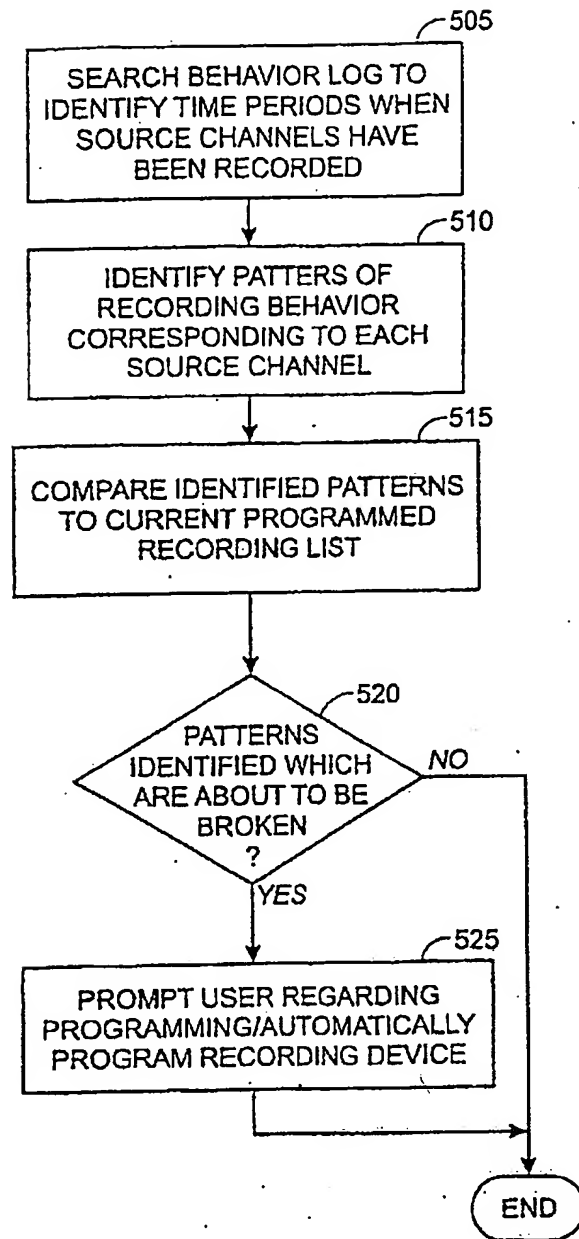 505
SEARCH BEHAVIOR LOG TO
IDENTIFY TIME PERIODS WHEN
SOURCE CHANNELS HAVE
BEEN RECORDED
510
IDENTIFY PATTERS OF
RECORDING BEHAVIOR
CORRESPONDING TO EACH
SOURCE CHANNEL
515
COMPARE IDENTIFIED PATTERNS
TO CURRENT PROGRAMMED
RECORDING LIST
520
PATTERNS
IDENTIFIED WHICH
ARE ABOUT TO BE
BROKEN
?
NO
YES
525
PROMPT USER REGARDING
PROGRAMMING/AUTOMATICALLY
PROGRAM RECORDING DEVICE
END